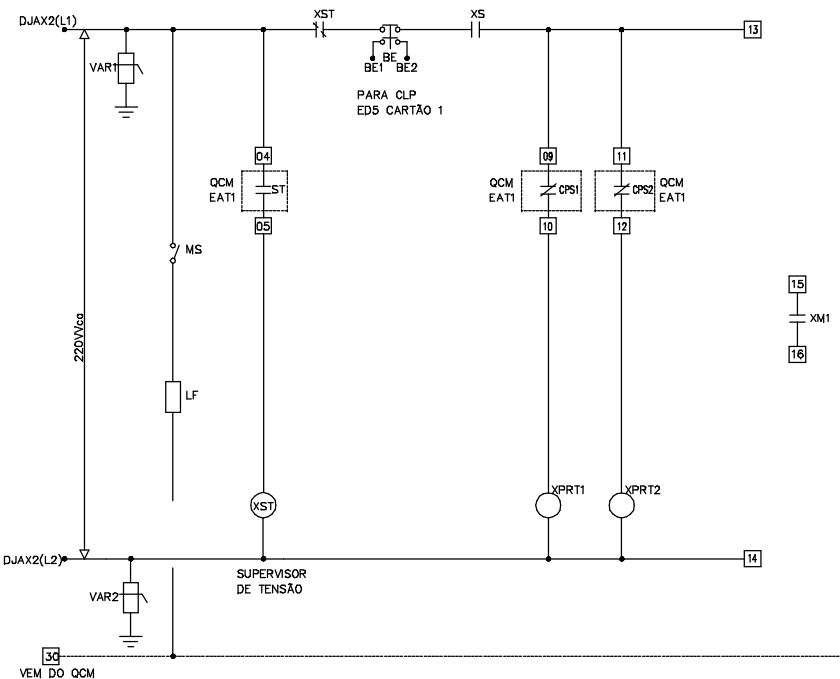 DJAX2(L1)
XST
XS
13
VAR1
BE
BE1
BE2
PARA CLP
ED5 CARTÃO 1
04
09
11
QCM
EAT1
ST
QCM
EAT1
CPS1
CPS2
QCM
EAT1
05
10
12
MS
15
XM1
16
220VVca
LF
XST
XPRT1
XPRT2
DJAX2(L2)
14
SUPERVISOR
DE TENSÃO
VAR2
30
VEM DO QCM